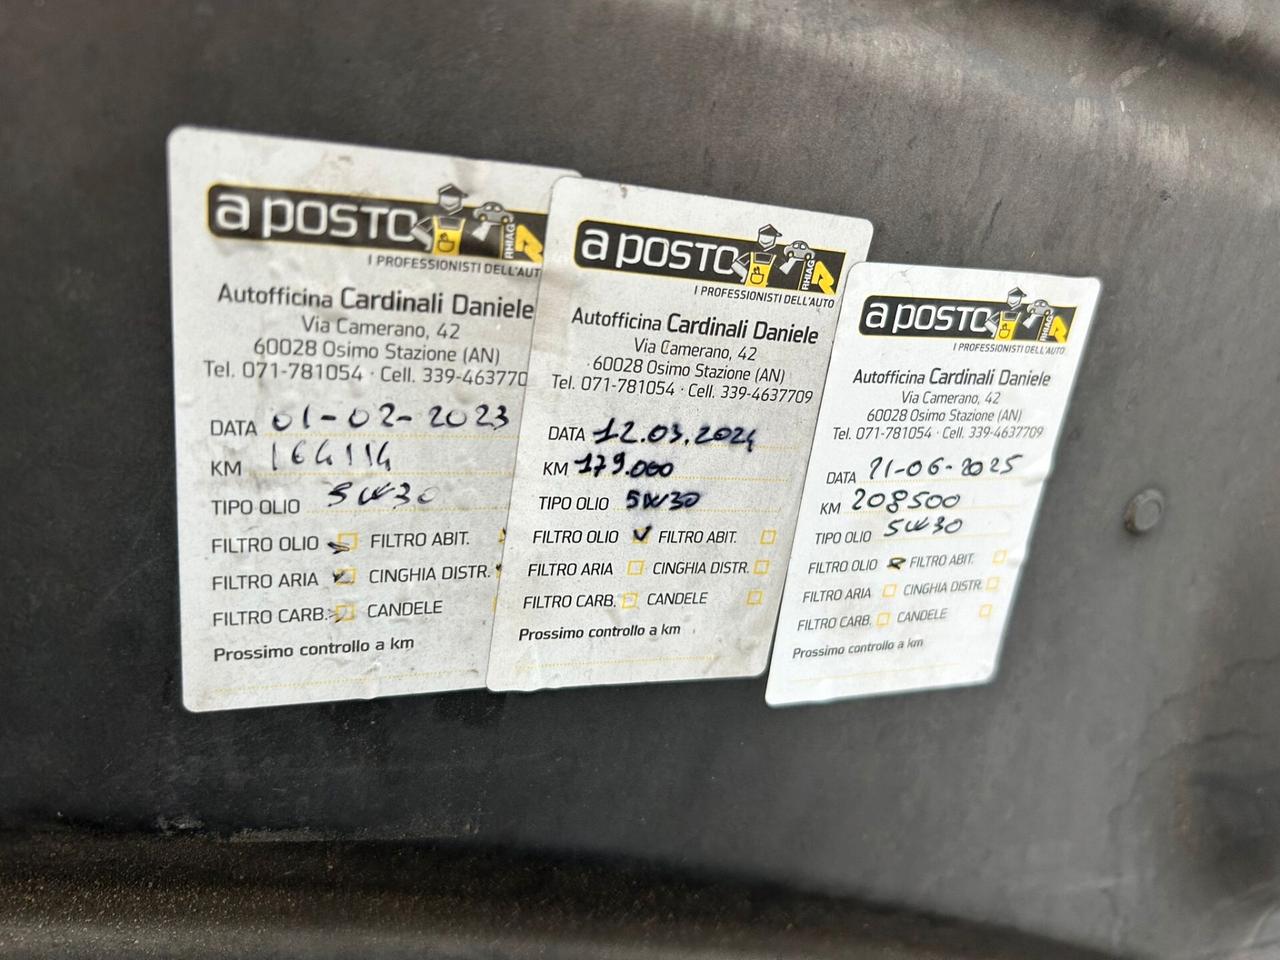 a posto
RHIAG
I PROFESSIONISTI DELL'AUT
Autofficina Cardinali Daniele
Via Camerano, 42
60028 Osimo Stazione (AN)
Tel. 071-781054 · Cell. 339-463770
DATA 01-02-2023
KM 164114
TIPO OLIO 5W30
FILTRO OLIO FILTRO ABIT.
FILTRO ARIA CINGHIA DISTR.
FILTRO CARB. CANDELE
Prossimo controllo a km
a posto
RHIAG
I PROFESSIONISTI DELL'AUTO
Autofficina Cardinali Daniele
Via Camerano, 42
60028 Osimo Stazione (AN)
Tel. 071-781054 · Cell. 339-4637709
DATA 12.03.2024
KM 179.000
TIPO OLIO 5W30
FILTRO OLIO FILTRO ABIT.
FILTRO ARIA CINGHIA DISTR.
FILTRO CARB. CANDELE
Prossimo controllo a km
a posto
RHIAG
I PROFESSIONISTI DELL'AUTO
Autofficina Cardinali Daniele
Via Camerano, 42
60028 Osimo Stazione (AN)
Tel. 071-781054 · Cell. 339-4637709
DATA 21-06-2025
KM 208500
TIPO OLIO 5W30
FILTRO OLIO FILTRO ABIT.
FILTRO ARIA CINGHIA DISTR.
FILTRO CARB. CANDELE
Prossimo controllo a km